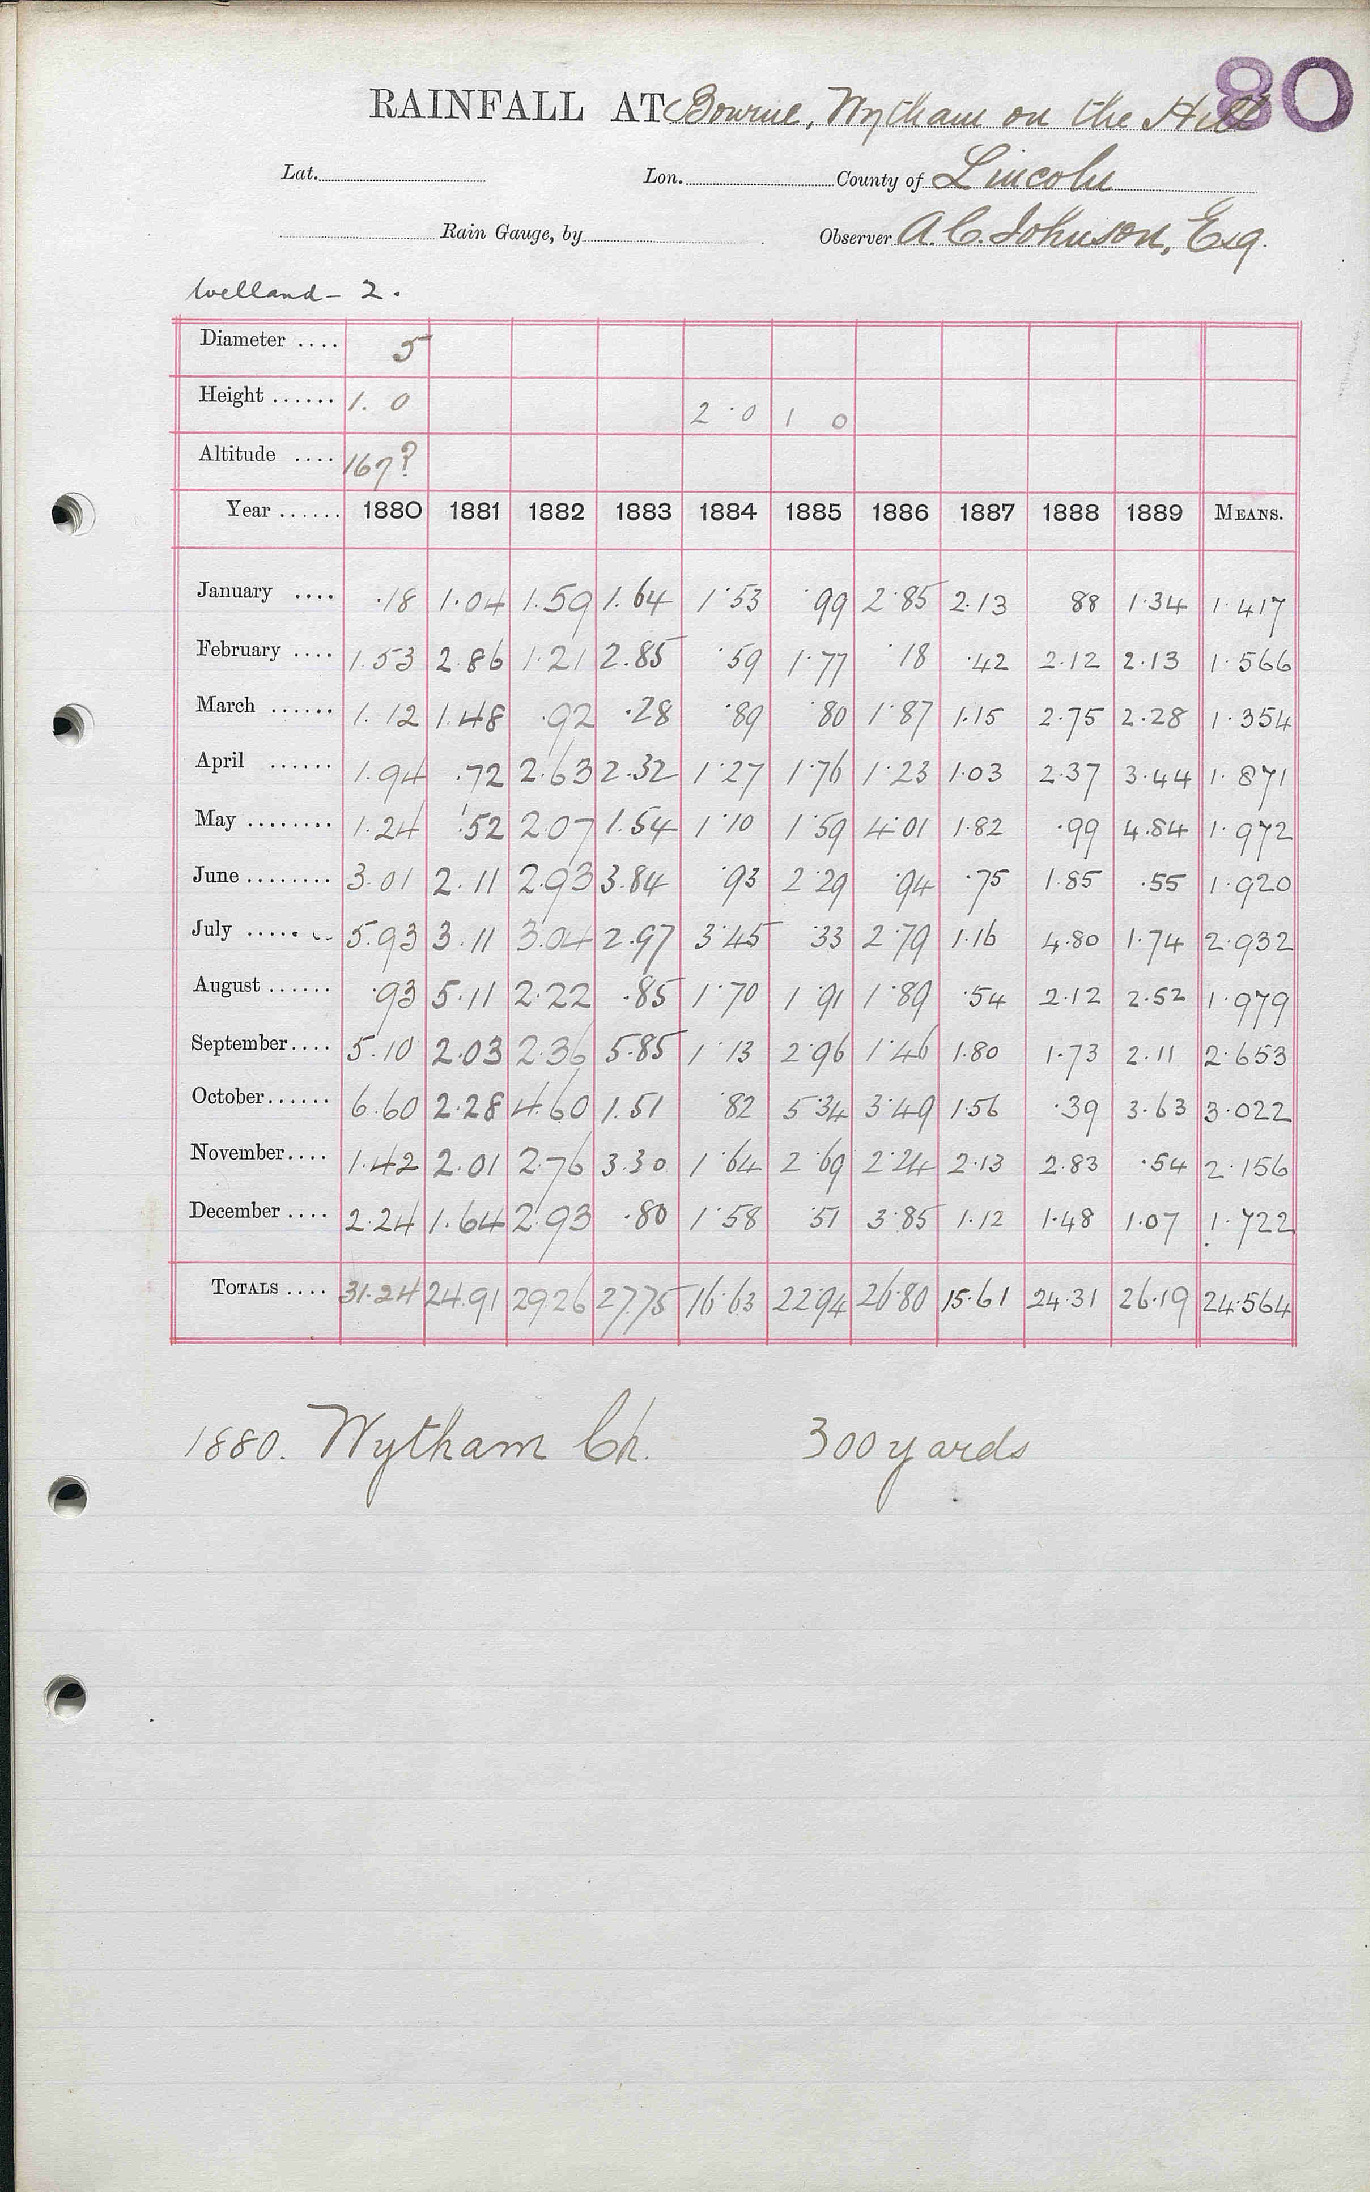 80
RAINFALL AT Bourne, Wytham on the Hill
Lat. Lon. County of Lincoln
Rain Gauge, by Observer A.C. Johnson, Esq.
Welland - 2.
Diameter .... 5
Height ...... 1. 0 2 · 0 1 0
Altitude .... 167?
Year ...... 1880 1881 1882 1883 1884 1885 1886 1887 1888 1889 MEANS.
January .... ·18 1·04 1·59 1.64 1·53 ·99 2·85 2·13 88 1·34 1·417
February .... 1.53 2.86 1·21 2.85 ·59 1·77 ·18 ·42 2·12 2·13 1·566
March ...... 1.12 1.48 ·92 ·28 ·89 ·80 1·87 1·15 2·75 2·28 1·354
April ...... 1.94 ·72 2·63 2·32 1·27 1·76 1·23 1·03 2·37 3·44 1·871
May ........ 1.24 ·52 2·07 1.54 1·10 1·59 4·01 1·82 ·99 4·84 1·972
June ........ 3.01 2.11 2·93 3.84 ·93 2·29 ·94 ·75 1·85 ·55 1·920
July ..... 5.93 3.11 3·04 2.97 3·45 ·33 2·79 1·16 4·80 1·74 2·932
August ...... ·93 5.11 2·22 ·85 1·70 1·91 1·89 ·54 2·12 2·52 1·979
September.... 5.10 2.03 2·36 5.85 1·13 2·96 1·46 1·80 1·73 2·11 2·653
October...... 6.60 2.28 4.60 1.51 ·82 5·34 3·49 1·56 ·39 3·63 3·022
November.... 1.42 2.01 2·76 3.30 1·64 2·69 2·24 2·13 2·83 ·54 2·156
December .... 2.24 1.64 2·93 ·80 1·58 ·51 3·85 1·12 1·48 1·07 1·722
TOTALS .... 31.24 24.91 29 26 27.75 16·63 22·94 26·80 15·61 24·31 26·19 24·564
1880. Wytham Ch. 300 yards